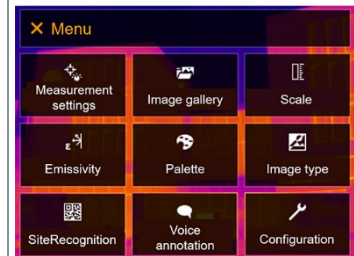 Menu
Measurement
settings
Image gallery
Scale
ε
Emissivity
Palette
Image type
SiteRecognition
Voice
annotation
Configuration